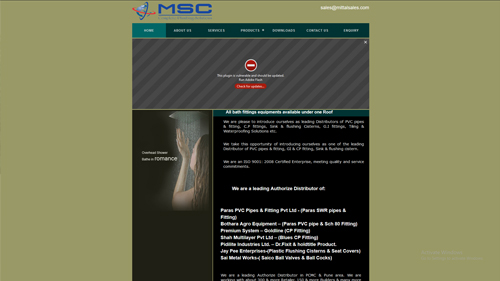 MSC
sales@mittalsales.com
HOME ABOUT US SERVICES PRODUCTS DOWNLOADS CONTACT US ENQUIRY
This plugin is vulnerable and should be updated.
Run Adobe Flash
Check for updates...
All bath fittings equipments available under one Roof
We are please to introduce ourselves as leading Distributors of PVC pipes
& fitting, C.P fittings, Sink & flushing Cisterns, G.I fittings, Tiling &
Waterproofing Solutions etc.
We take this opportunity of introducing ourselves as one of the leading
Distributor of PVC pipes & fitting, GI & CP fitting, Sink & flushing cistern.
We are an ISO 9001: 2008 Certified Enterprise, meeting quality and service
commitments.
Overhead Shower
Baths in romance
We are a leading Authorize Distributor of:
Paras PVC Pipes & Fitting Pvt Ltd - (Paras SWR pipes &
Fitting)
Bothara Agro Equipment – (Paras PVC pipe & Sch 80 Fitting)
Premium System – Goldline (CP Fitting)
Shah Multilayer Pvt Ltd – (Blues CP Fitting)
Pidilite Industries Ltd. – Dr.Fixit & holdtite Product.
Jay Pee Enterprises-(Plastic Flushing Cisterns & Seat Covers)
Sai Metal Works-( Saico Ball Valves & Ball Cocks)
We are a leading Authorize Distributor in PCMC & Pune area. We are
working with about 300 & more Retailer; 150 & more Builders & many more